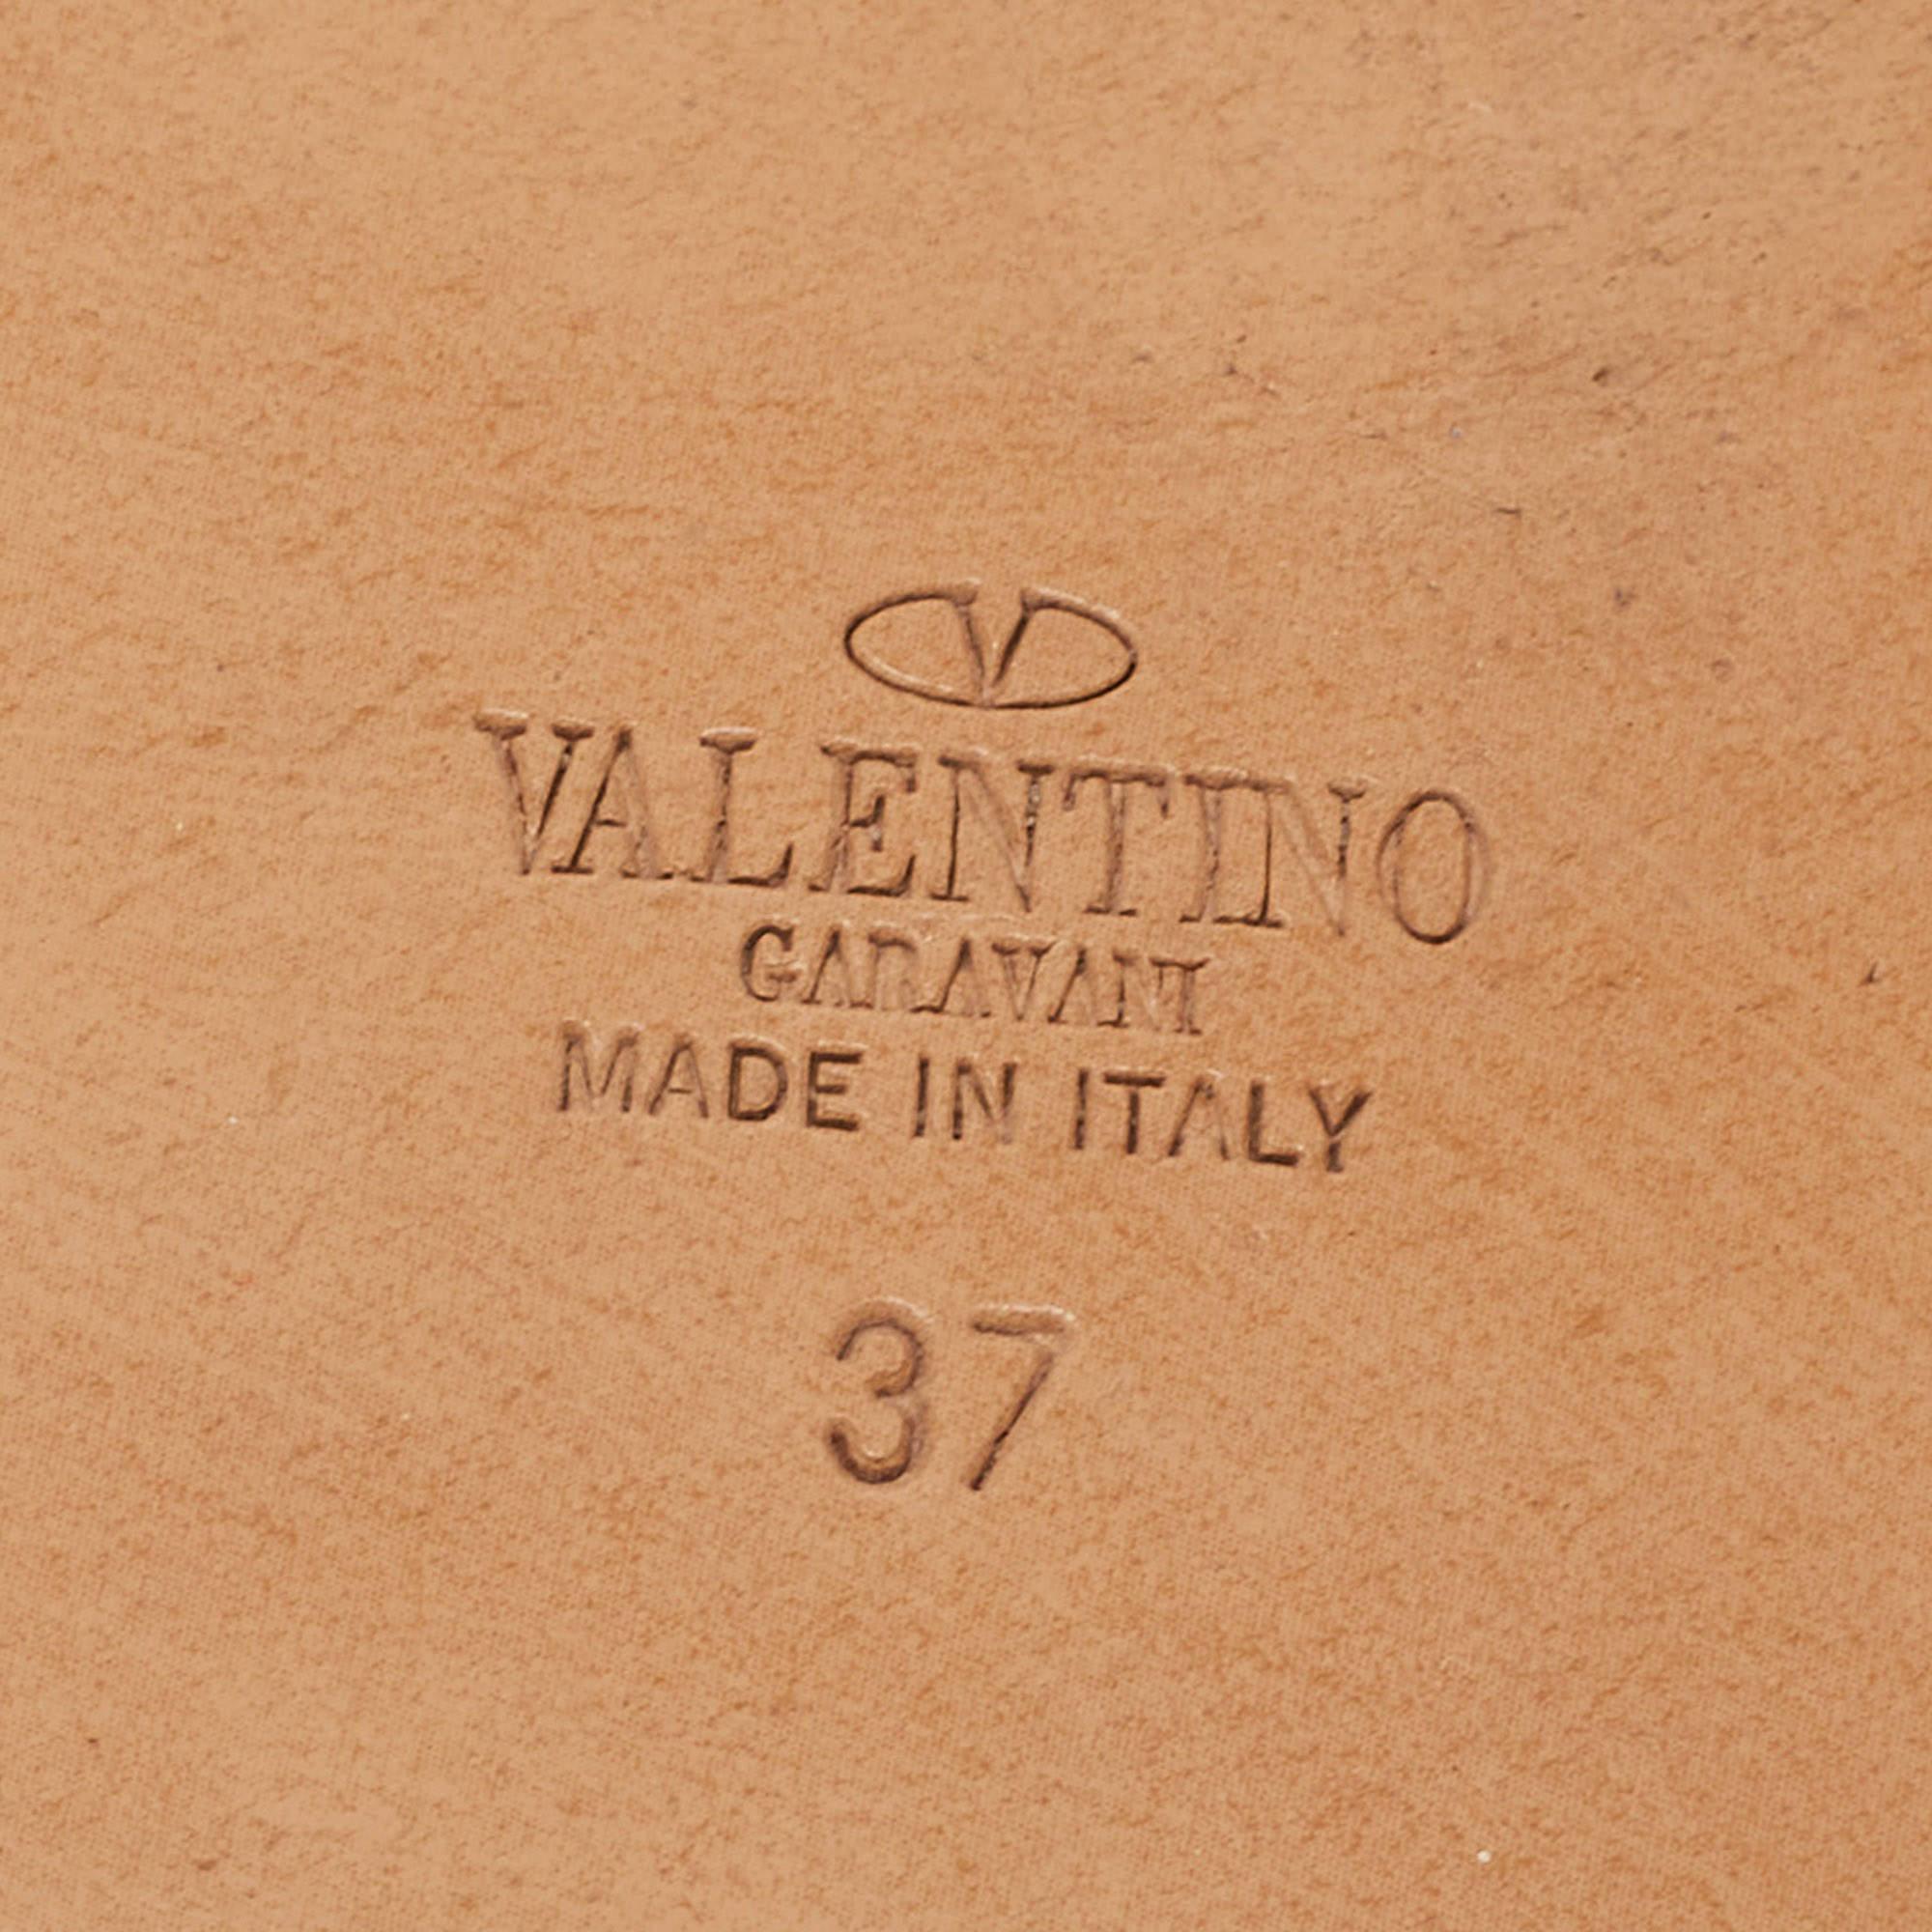 V
VALENTINO
GARAVANI
MADE IN ITALY
37